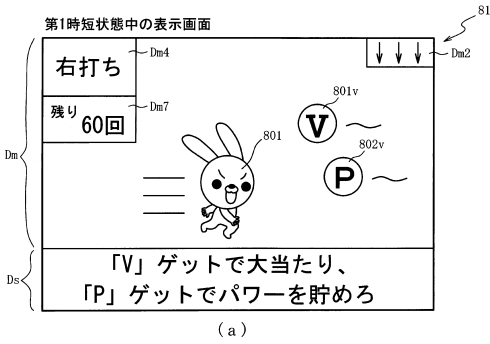 第1時短状態中の表示画面
81
Dm4
右打ち
Dm2
Dm7
残り
60回
801v
V
801
802v
P
Dm
「V」ゲットで大当たり、
「P」ゲットでパワーを貯めろ
Ds
(a)